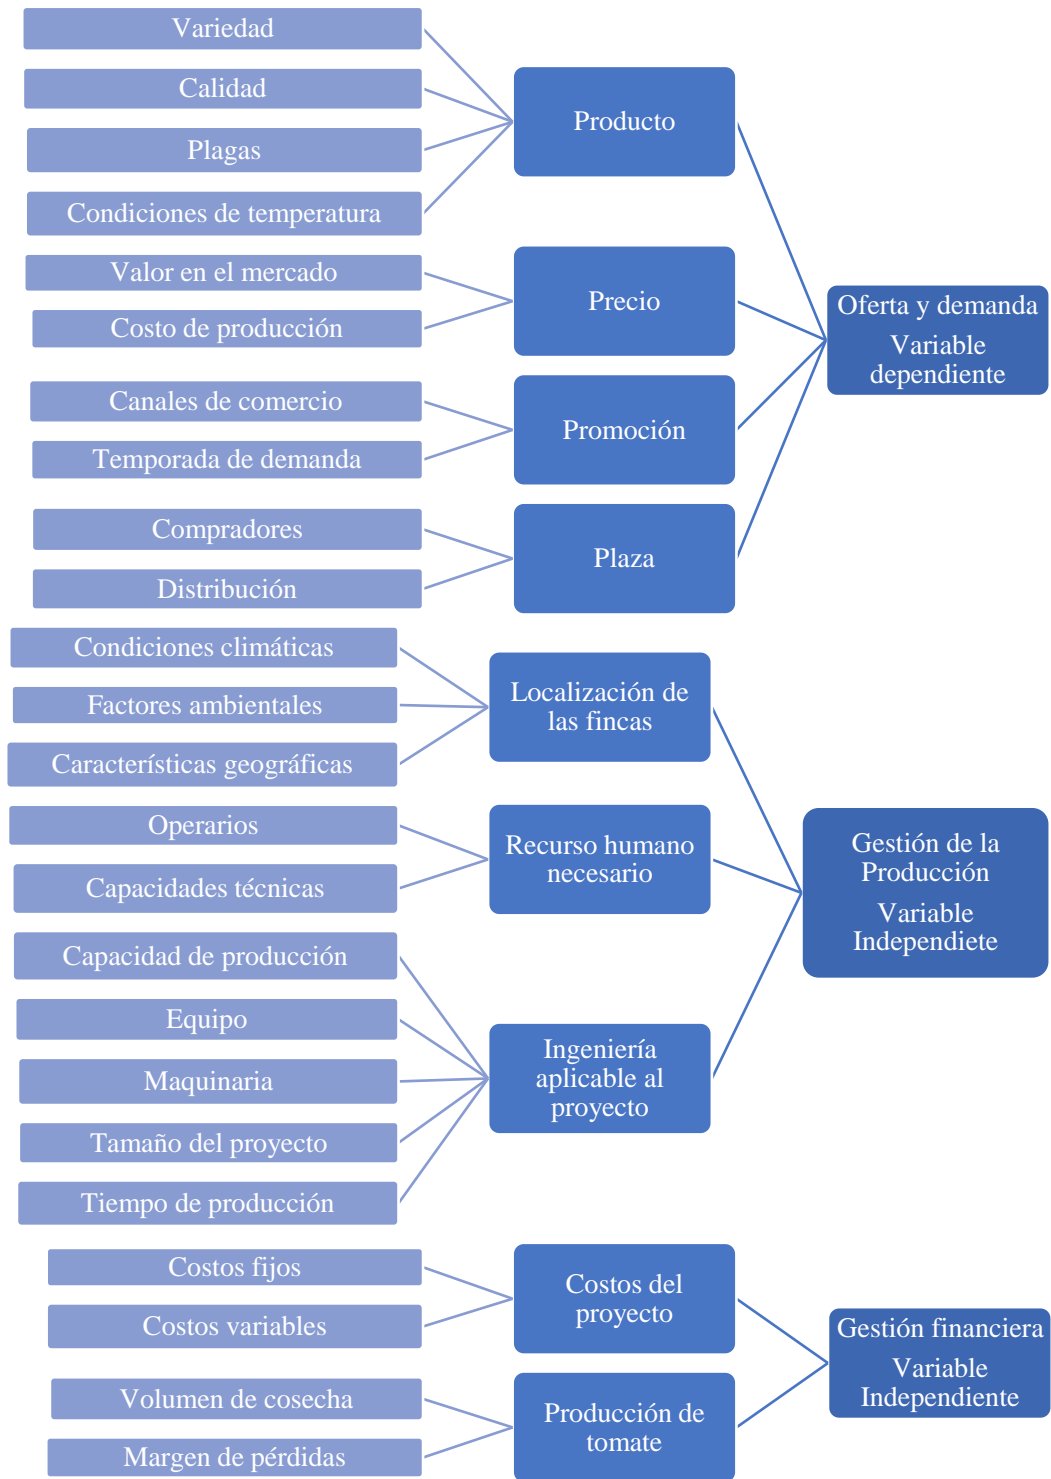 Variedad
Calidad
Plagas
Condiciones de temperatura
Producto
Valor en el mercado
Costo de producción
Precio
Canales de comercio
Temporada de demanda
Promoción
Compradores
Distribución
Plaza
Oferta y demanda
Variable
dependiente
Condiciones climáticas
Factores ambientales
Características geográficas
Localización de
las fincas
Operarios
Capacidades técnicas
Recurso humano
necesario
Capacidad de producción
Equipo
Maquinaria
Tamaño del proyecto
Tiempo de producción
Ingeniería
aplicable al
proyecto
Gestión de la
Producción
Variable
Independiete
Costos fijos
Costos variables
Costos del
proyecto
Volumen de cosecha
Margen de pérdidas
Producción de
tomate
Gestión financiera
Variable
Independiente